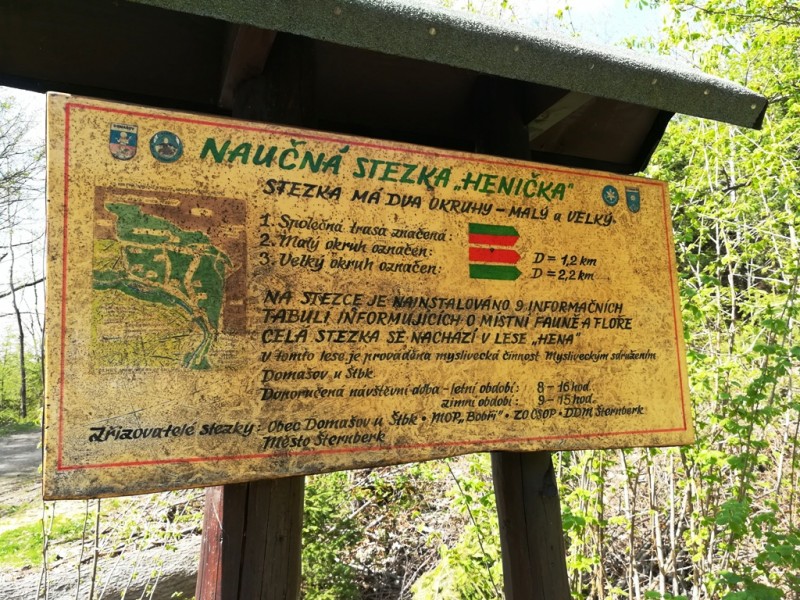 NAUČNÁ STEZKA „HENIČKA"
STEZKA MÁ DVA OKRUHY – MALÝ a VELKÝ
1. Společná trasa značená:
2. Malý okruh označen: D = 1,2 km
3. Velký okruh označen: D = 2,2 km
NA STEZCE JE NAINSTALOVÁNO 9 INFORMAČNÍCH
TABULÍ INFORMUJÍCÍCH O MÍSTNÍ FAUNĚ A FLOŘE
CELÁ STEZKA SE NACHÁZÍ V LESE „HENA"
V tomto lese je prováděna myslivecká činnost Mysliveckým sdružením
Domašov u Štbk.
Doporučená návštěvní doba – letní období: 8 – 16 hod.
zimní období: 9 – 15 hod.
Zřizovatelé stezky: Obec Domašov u Štbk • MOP „Bobři" • ZO ČSOP • DDM Šternberk
Město Šternberk